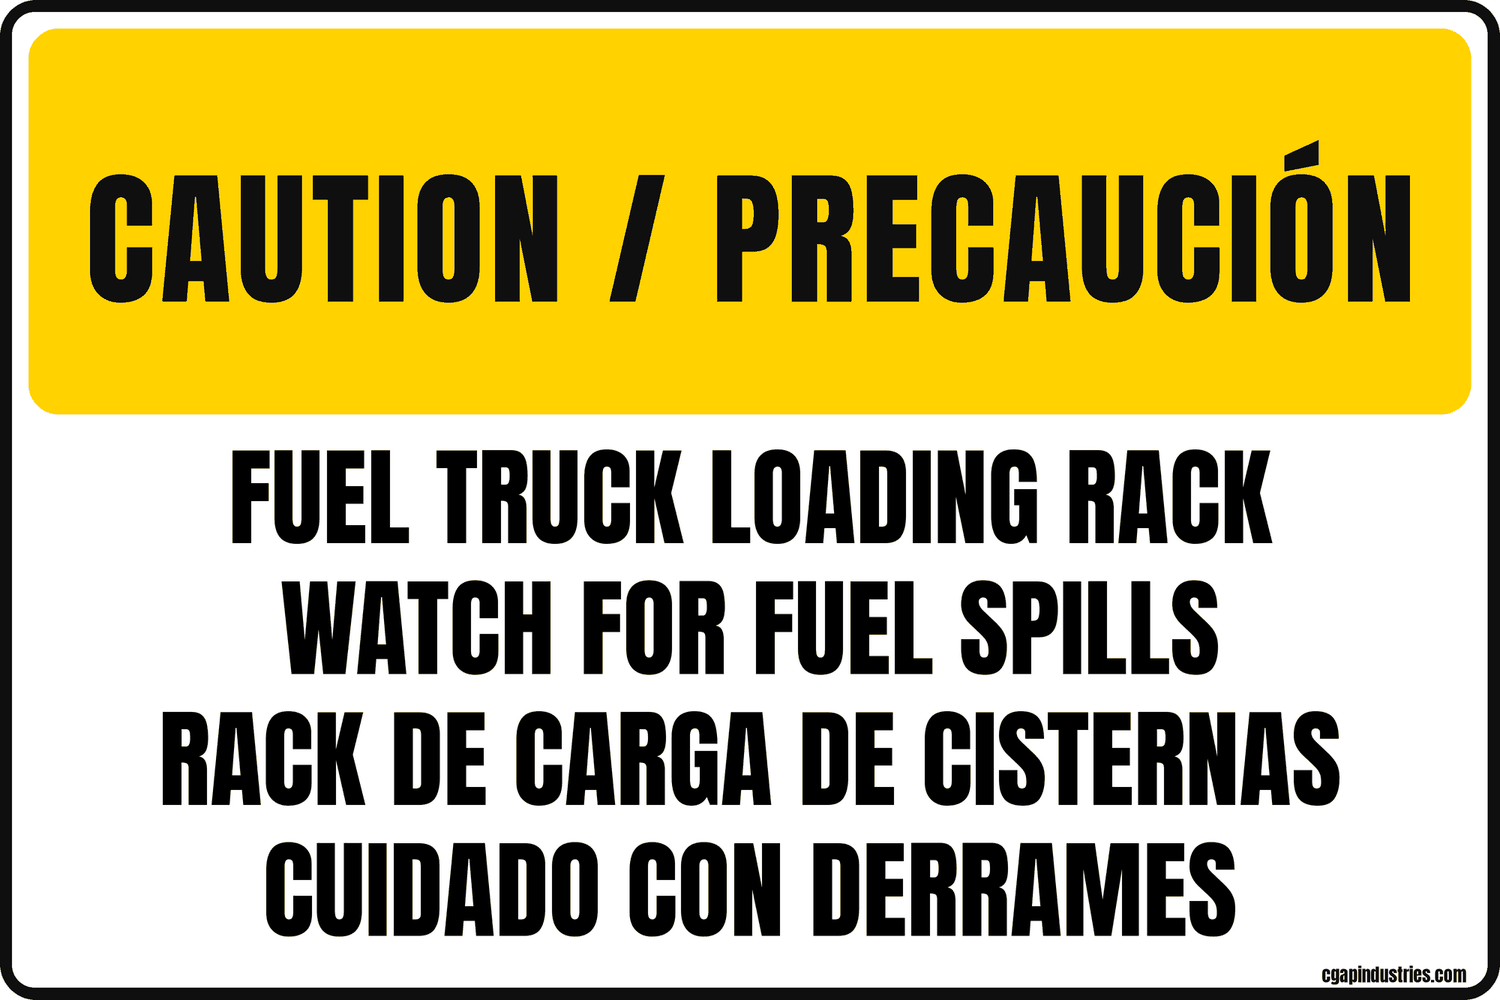 CAUTION / PRECAUCIÓN
FUEL TRUCK LOADING RACK
WATCH FOR FUEL SPILLS
RACK DE CARGA DE CISTERNAS
CUIDADO CON DERRAMES
cgapindustries.com